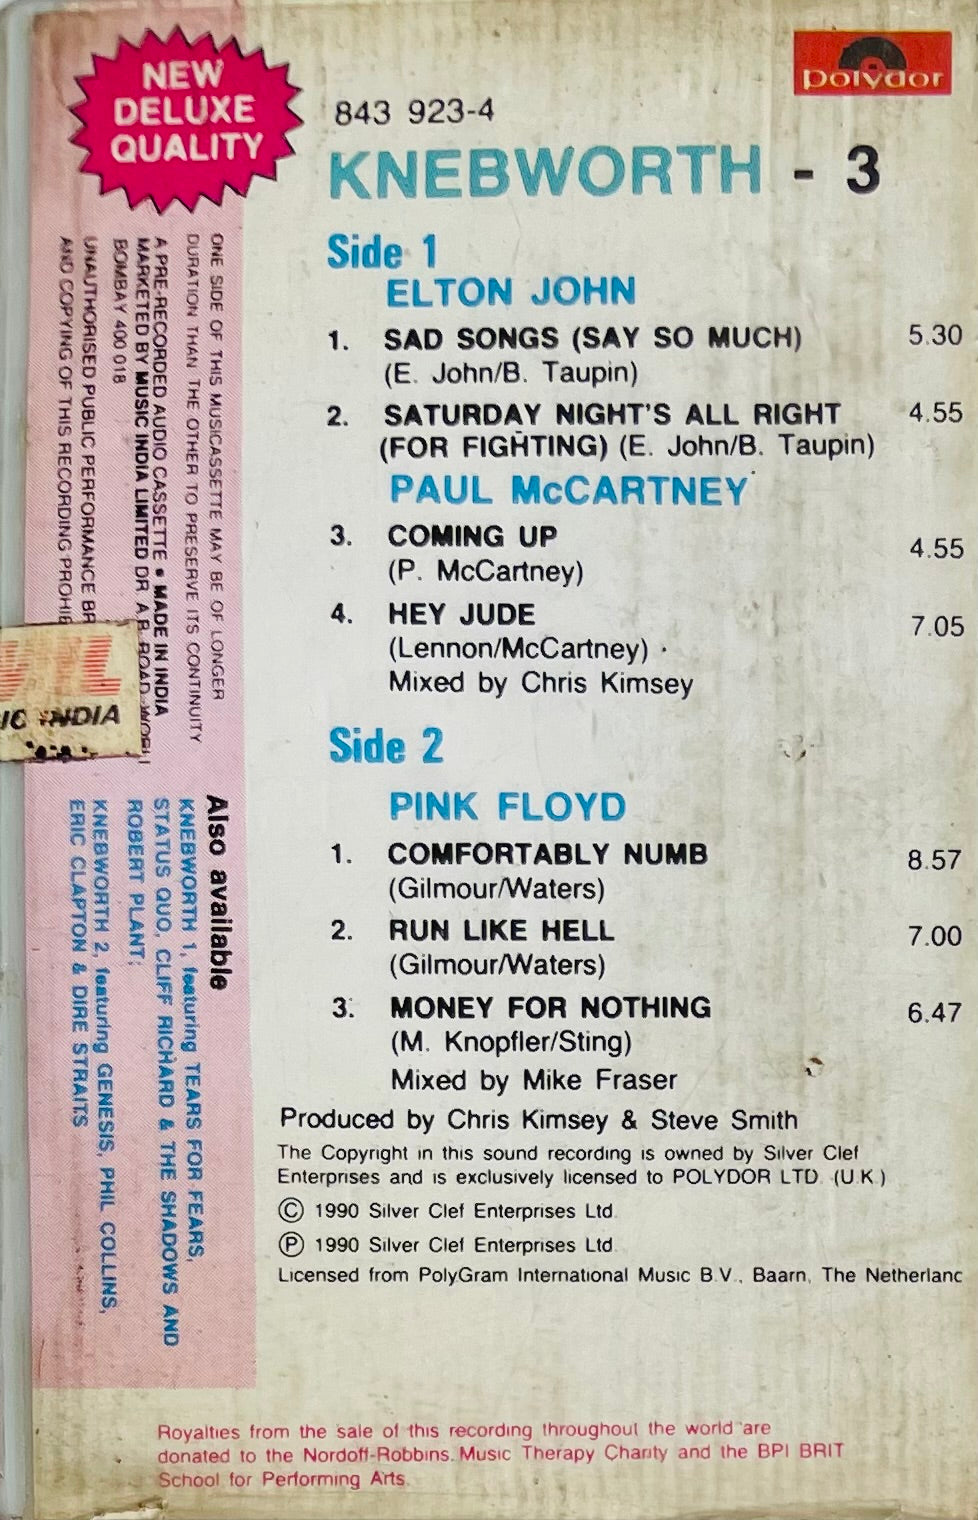 NEW
DELUXE
QUALITY
polydor
843 923-4
KNEBWORTH - 3
Side 1
ELTON JOHN
1. SAD SONGS (SAY SO MUCH) 5.30
(E. John/B. Taupin)
2. SATURDAY NIGHT'S ALL RIGHT 4.55
(FOR FIGHTING) (E. John/B. Taupin)
PAUL McCARTNEY
3. COMING UP 4.55
(P. McCartney)
4. HEY JUDE 7.05
(Lennon/McCartney)
Mixed by Chris Kimsey
Side 2
PINK FLOYD
1. COMFORTABLY NUMB 8.57
(Gilmour/Waters)
2. RUN LIKE HELL 7.00
(Gilmour/Waters)
3. MONEY FOR NOTHING 6.47
(M. Knopfler/Sting)
Mixed by Mike Fraser
Produced by Chris Kimsey & Steve Smith
The Copyright in this sound recording is owned by Silver Clef
Enterprises and is exclusively licensed to POLYDOR LTD. (U.K.)
© 1990 Silver Clef Enterprises Ltd.
Ⓟ 1990 Silver Clef Enterprises Ltd.
Licensed from PolyGram International Music B.V., Baarn, The Netherlanc
Royalties from the sale of this recording throughout the world are
donated to the Nordoff-Robbins. Music Therapy Charity and the BPI BRIT
School for Performing Arts.
ONE SIDE OF THIS MUSICASSETTE MAY BE OF LONGER
DURATION THAN THE OTHER TO PRESERVE ITS CONTINUITY
A PRE-RECORDED AUDIO CASSETTE • MADE IN INDIA
MARKETED BY MUSIC INDIA LIMITED DR. A.B. ROAD, WORLI
BOMBAY 400 018
UNAUTHORISED PUBLIC PERFORMANCE BR
AND COPYING OF THIS RECORDING PROHIB
IC INDIA
Also available
KNEBWORTH 1, featuring TEARS FOR FEARS,
STATUS QUO, CLIFF RICHARD & THE SHADOWS AND
ROBERT PLANT;
KNEBWORTH 2, featuring GENESIS, PHIL COLLINS,
ERIC CLAPTON & DIRE STRAITS